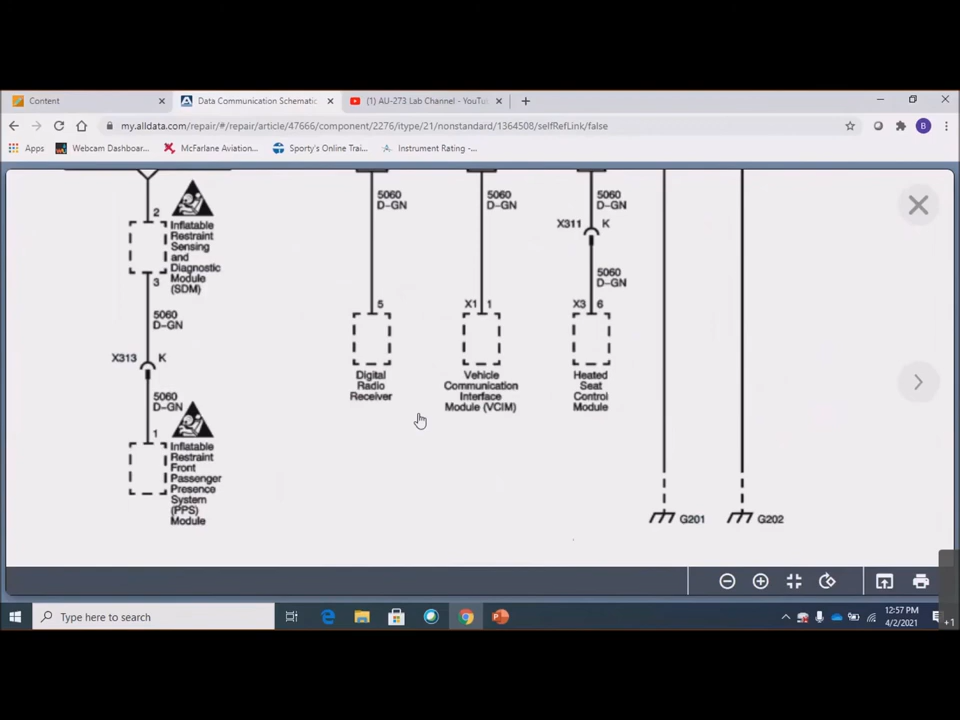 Content
Data Communication Schematic
(1) AU-273 Lab Channel - YouTu
my.alldata.com/repair/#/repair/article/47666/component/2276/itype/21/nonstandard/1364508/selfRefLink/false
B
Apps
Webcam Dashboar...
McFarlane Aviation...
Sporty's Online Trai...
Instrument Rating -...
2
Inflatable
Restraint
Sensing
and
Diagnostic
Module
(SDM)
3
5060
D-GN
X313 K
5060
D-GN
1
Inflatable
Restraint
Front
Passenger
Presence
System
(PPS)
Module
5060
D-GN
5
Digital
Radio
Receiver
5060
D-GN
X1 1
Vehicle
Communication
Interface
Module (VCIM)
5060
D-GN
X311 K
5060
D-GN
X3 6
Heated
Seat
Control
Module
G201
G202
Type here to search
12:57 PM
4/2/2021
+1